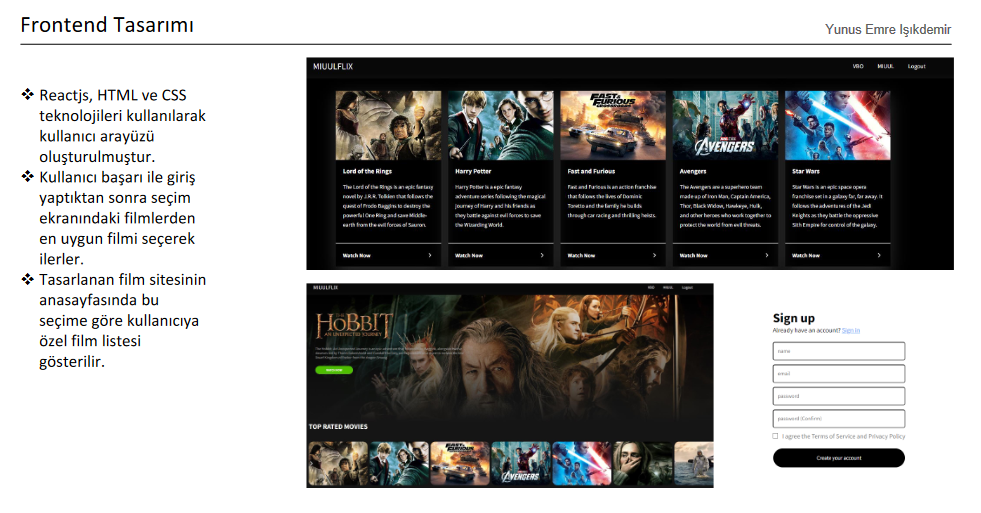 Frontend Tasarımı
Yunus Emre Işıkdemir
❖ Reactjs, HTML ve CSS
teknolojileri kullanılarak
kullanıcı arayüzü
oluşturulmuştur.
❖ Kullanıcı başarı ile giriş
yaptıktan sonra seçim
ekranındaki filmlerden
en uygun filmi seçerek
ilerler.
❖ Tasarlanan film sitesinin
anasayfasında bu
seçime göre kullanıcıya
özel film listesi
gösterilir.
MIUULFLIX
VBO MIUUL Logout
FAST & FURIOUS
AVENGERS
STAR WARS
Lord of the Rings
The Lord of the Rings is an epic fantasy
novel by J.R.R. Tolkien that follows the
quest of Frodo Baggins to destroy the
powerful One Ring and save Middle-
earth from the evil forces of Sauron.
Watch Now
Harry Potter
Harry Potter is a epic fantasy
adventure series following the magical
journey of Harry and his friends as
they battle against evil forces to save
the Wizarding World.
Watch Now
Fast and Furious
Fast and Furious is an action franchise
that follows the lives of Dominic
Toretto and the family he builds
through car racing and thrilling heists.
Watch Now
Avengers
The Avengers are a superhero team
made up of Iron Man, Captain America,
Thor, Black Widow, Hawkeye, Hulk,
and other heroes who work together to
protect the world from evil threats.
Watch Now
Star Wars
Star Wars is an epic space opera
franchise set in a galaxy far, far away. It
follows the adventures of the Jedi
Knights as they battle the oppressive
Sith Empire for control of the galaxy.
Watch Now
MIUULFLIX
VBO MIUUL Logout
THE HOBBIT
AN UNEXPECTED JOURNEY
TOP RATED MOVIES
AVENGERS
Sign up
Already have an account? Sign in
name
email
password
password (Confirm)
I agree the Terms of Service and Privacy Policy
Create your account